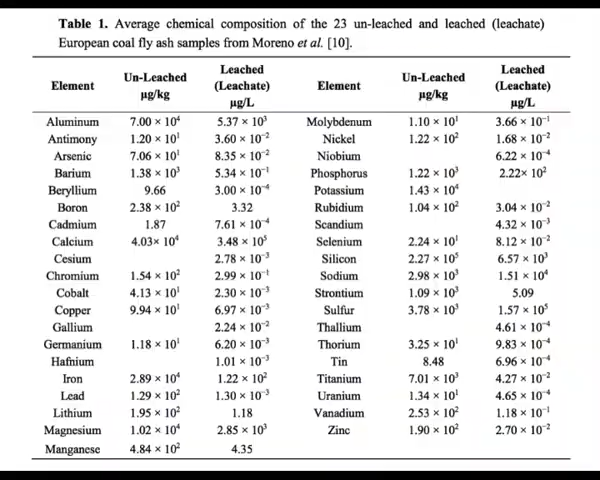 Table 1. Average chemical composition of the 23 un-leached and leached (leachate)
European coal fly ash samples from Moreno et al. [10].
Element Un-Leached µg/kg Leached (Leachate) µg/L Element Un-Leached µg/kg Leached (Leachate) µg/L
Aluminum 7.00 × 10⁴ 5.37 × 10³ Molybdenum 1.10 × 10¹ 3.66 × 10⁻¹
Antimony 1.20 × 10¹ 3.60 × 10⁻² Nickel 1.22 × 10² 1.68 × 10⁻²
Arsenic 7.06 × 10¹ 8.35 × 10⁻² Niobium 6.22 × 10⁻⁴
Barium 1.38 × 10³ 5.34 × 10⁻¹ Phosphorus 1.22 × 10³ 2.22× 10²
Beryllium 9.66 3.00 × 10⁻⁴ Potassium 1.43 × 10⁴
Boron 2.38 × 10² 3.32 Rubidium 1.04 × 10² 3.04 × 10⁻²
Cadmium 1.87 7.61 × 10⁻⁴ Scandium 4.32 × 10⁻³
Calcium 4.03× 10⁴ 3.48 × 10⁵ Selenium 2.24 × 10¹ 8.12 × 10⁻²
Cesium 2.78 × 10⁻³ Silicon 2.27 × 10⁵ 6.57 × 10³
Chromium 1.54 × 10² 2.99 × 10⁻¹ Sodium 2.98 × 10³ 1.51 × 10⁴
Cobalt 4.13 × 10¹ 2.30 × 10⁻³ Strontium 1.09 × 10³ 5.09
Copper 9.94 × 10¹ 6.97 × 10⁻³ Sulfur 3.78 × 10³ 1.57 × 10⁵
Gallium 2.24 × 10⁻² Thallium 4.61 × 10⁻⁴
Germanium 1.18 × 10¹ 6.20 × 10⁻³ Thorium 3.25 × 10¹ 9.83 × 10⁻⁴
Hafnium 1.01 × 10⁻³ Tin 8.48 6.96 × 10⁻⁴
Iron 2.89 × 10⁴ 1.22 × 10² Titanium 7.01 × 10³ 4.27 × 10⁻²
Lead 1.29 × 10² 1.30 × 10⁻³ Uranium 1.34 × 10¹ 4.65 × 10⁻⁴
Lithium 1.95 × 10² 1.18 Vanadium 2.53 × 10² 1.18 × 10⁻¹
Magnesium 1.02 × 10⁴ 2.85 × 10³ Zinc 1.90 × 10² 2.70 × 10⁻²
Manganese 4.84 × 10² 4.35